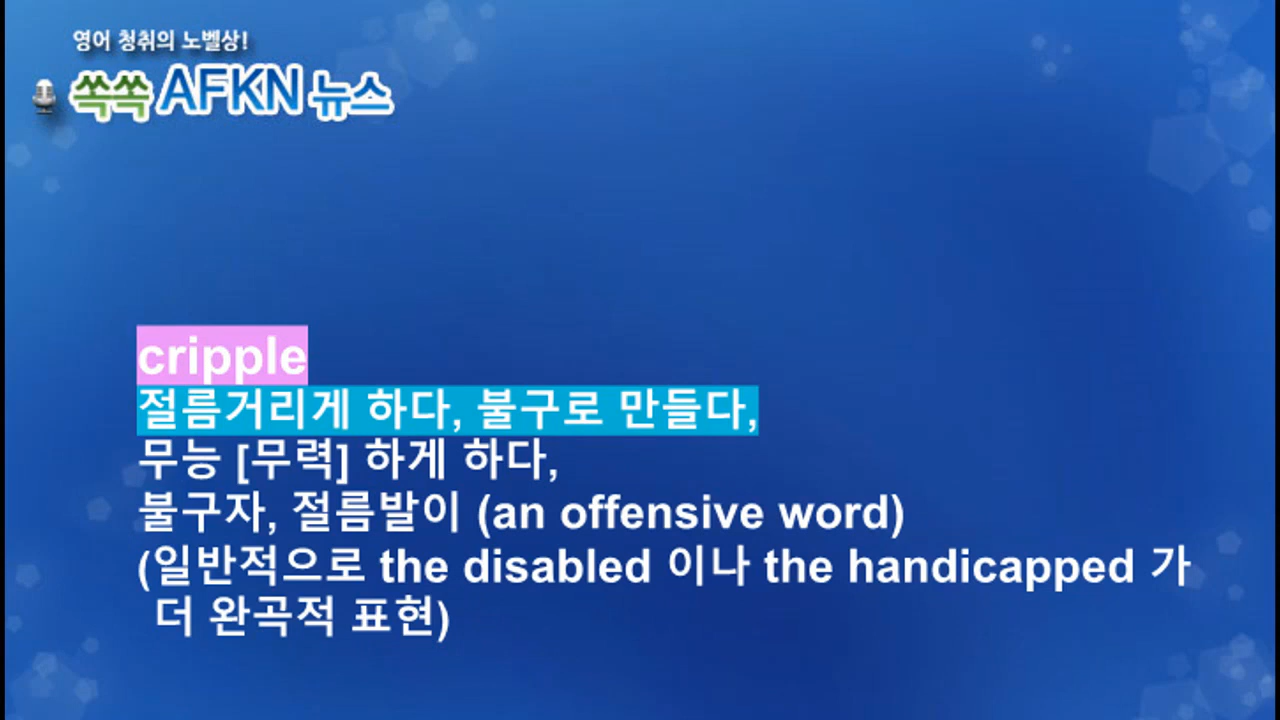 영어 청취의 노벨상!
쏙쏙 AFKN 뉴스
cripple
절름거리게 하다, 불구로 만들다,
무능 [무력] 하게 하다,
불구자, 절름발이 (an offensive word)
(일반적으로 the disabled 이나 the handicapped 가
더 완곡적 표현)